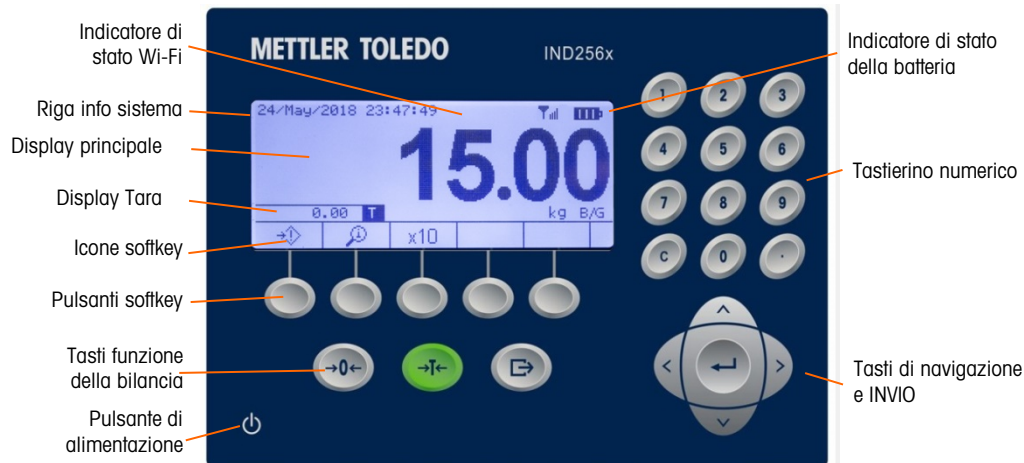 Indicatore di
stato Wi-Fi
Riga info sistema
Display principale
Display Tara
Icone softkey
Pulsanti softkey
Tasti funzione
della bilancia
Pulsante di
alimentazione
METTLER TOLEDO
IND256x
24/May/2018 23:47:49
15.00
0.00 T
kg B/G
x10
→0←
→T←
1 2 3
4 5 6
7 8 9
C 0 .
Indicatore di stato
della batteria
Tastierino numerico
Tasti di navigazione
e INVIO